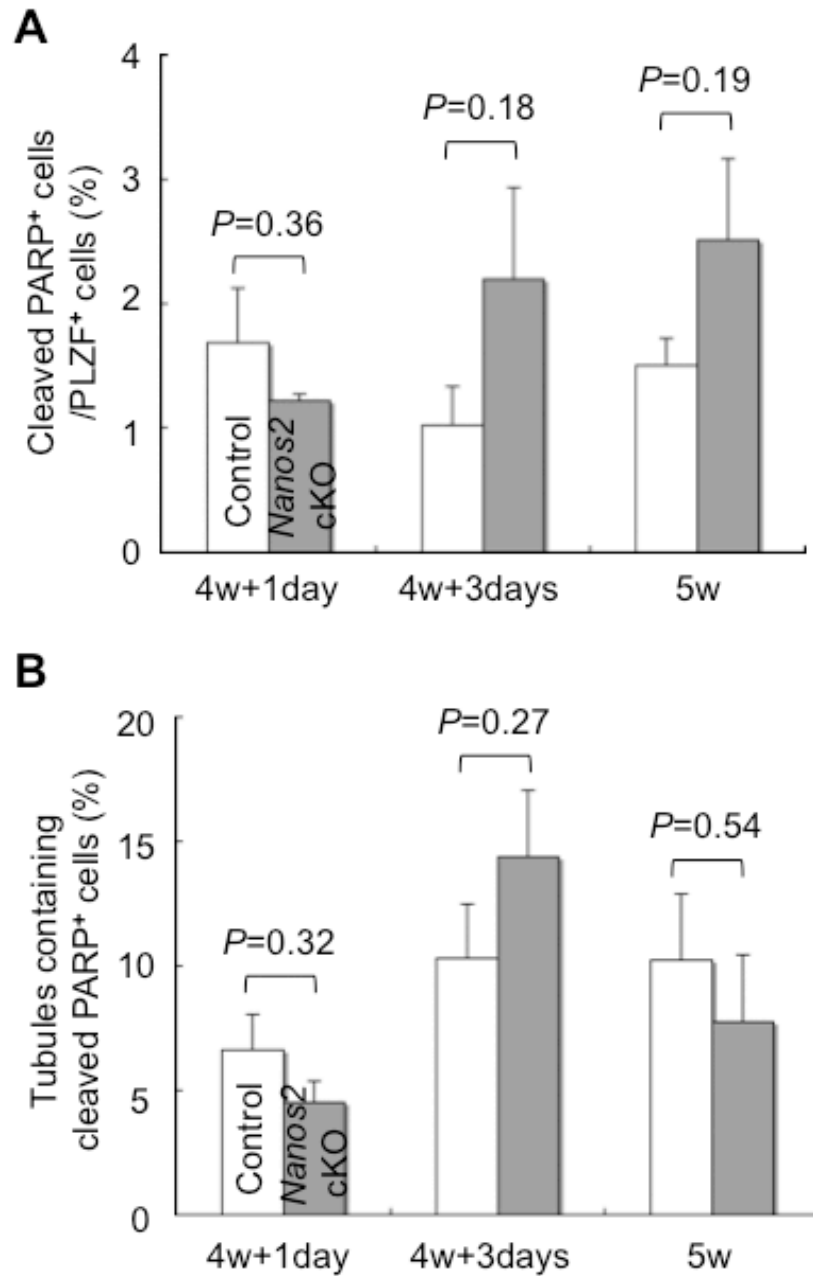 A
Cleaved PARP⁺ cells
/PLZF⁺ cells (%)
4
3
2
1
0
P=0.36
P=0.18
P=0.19
Control
Nanos2
cKO
4w+1day
4w+3days
5w
B
Tubules containing
cleaved PARP⁺ cells (%)
20
15
10
5
0
P=0.32
P=0.27
P=0.54
Control
Nanos2
cKO
4w+1day
4w+3days
5w